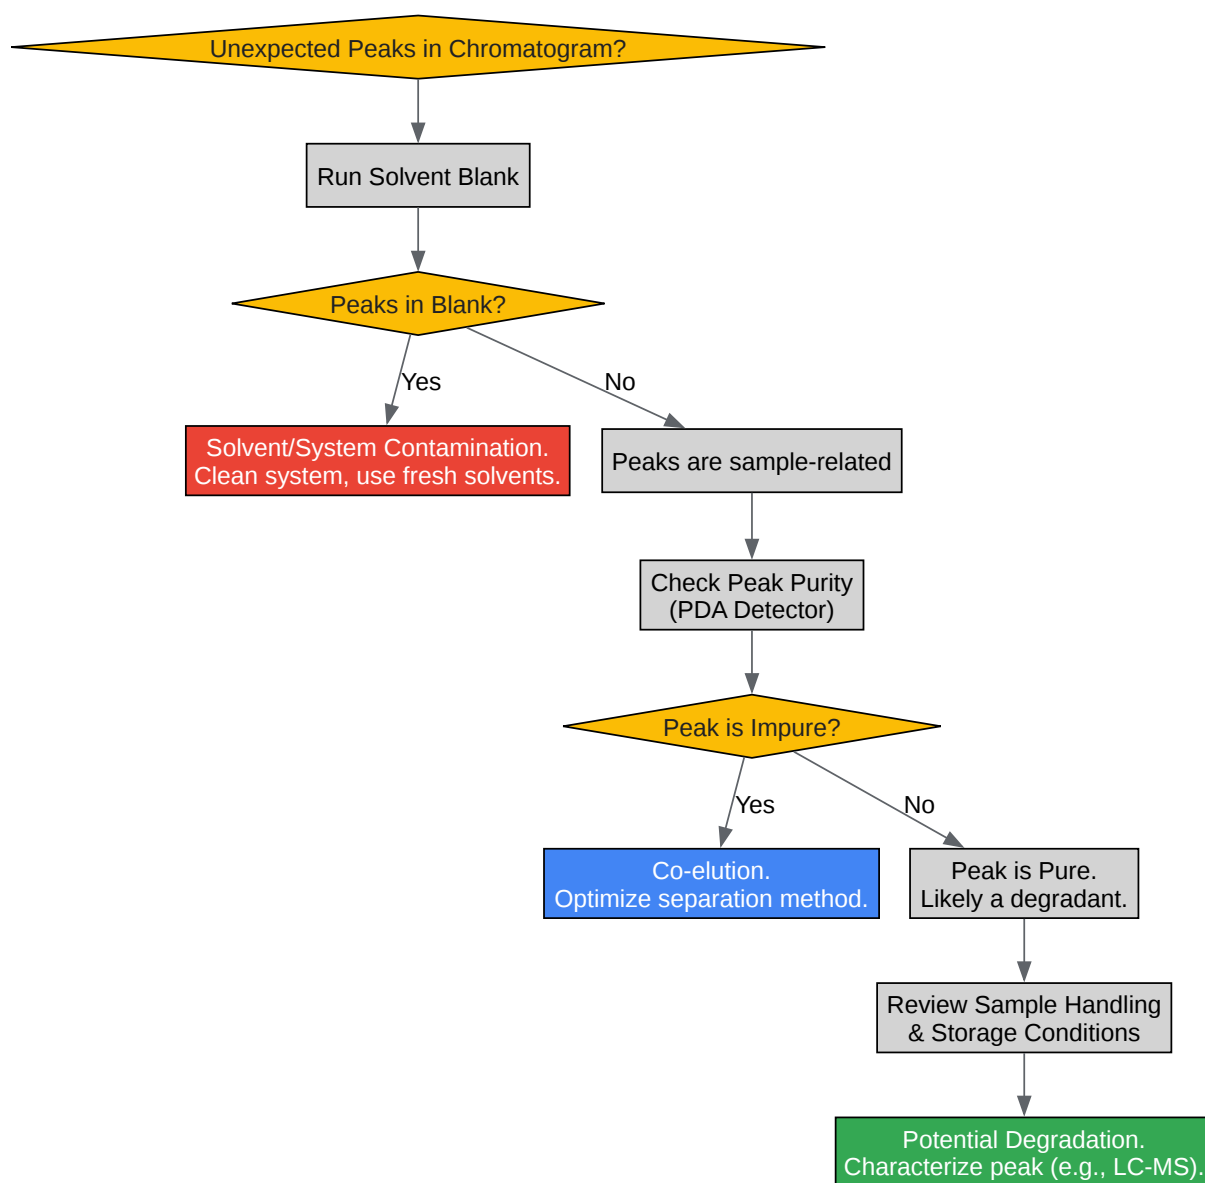 Unexpected Peaks in Chromatogram?
Run Solvent Blank
Peaks in Blank?
Yes
No
Solvent/System Contamination.
Clean system, use fresh solvents.
Peaks are sample-related
Check Peak Purity
(PDA Detector)
Peak is Impure?
Yes
No
Co-elution.
Optimize separation method.
Peak is Pure.
Likely a degradant.
Review Sample Handling
& Storage Conditions
Potential Degradation.
Characterize peak (e.g., LC-MS).